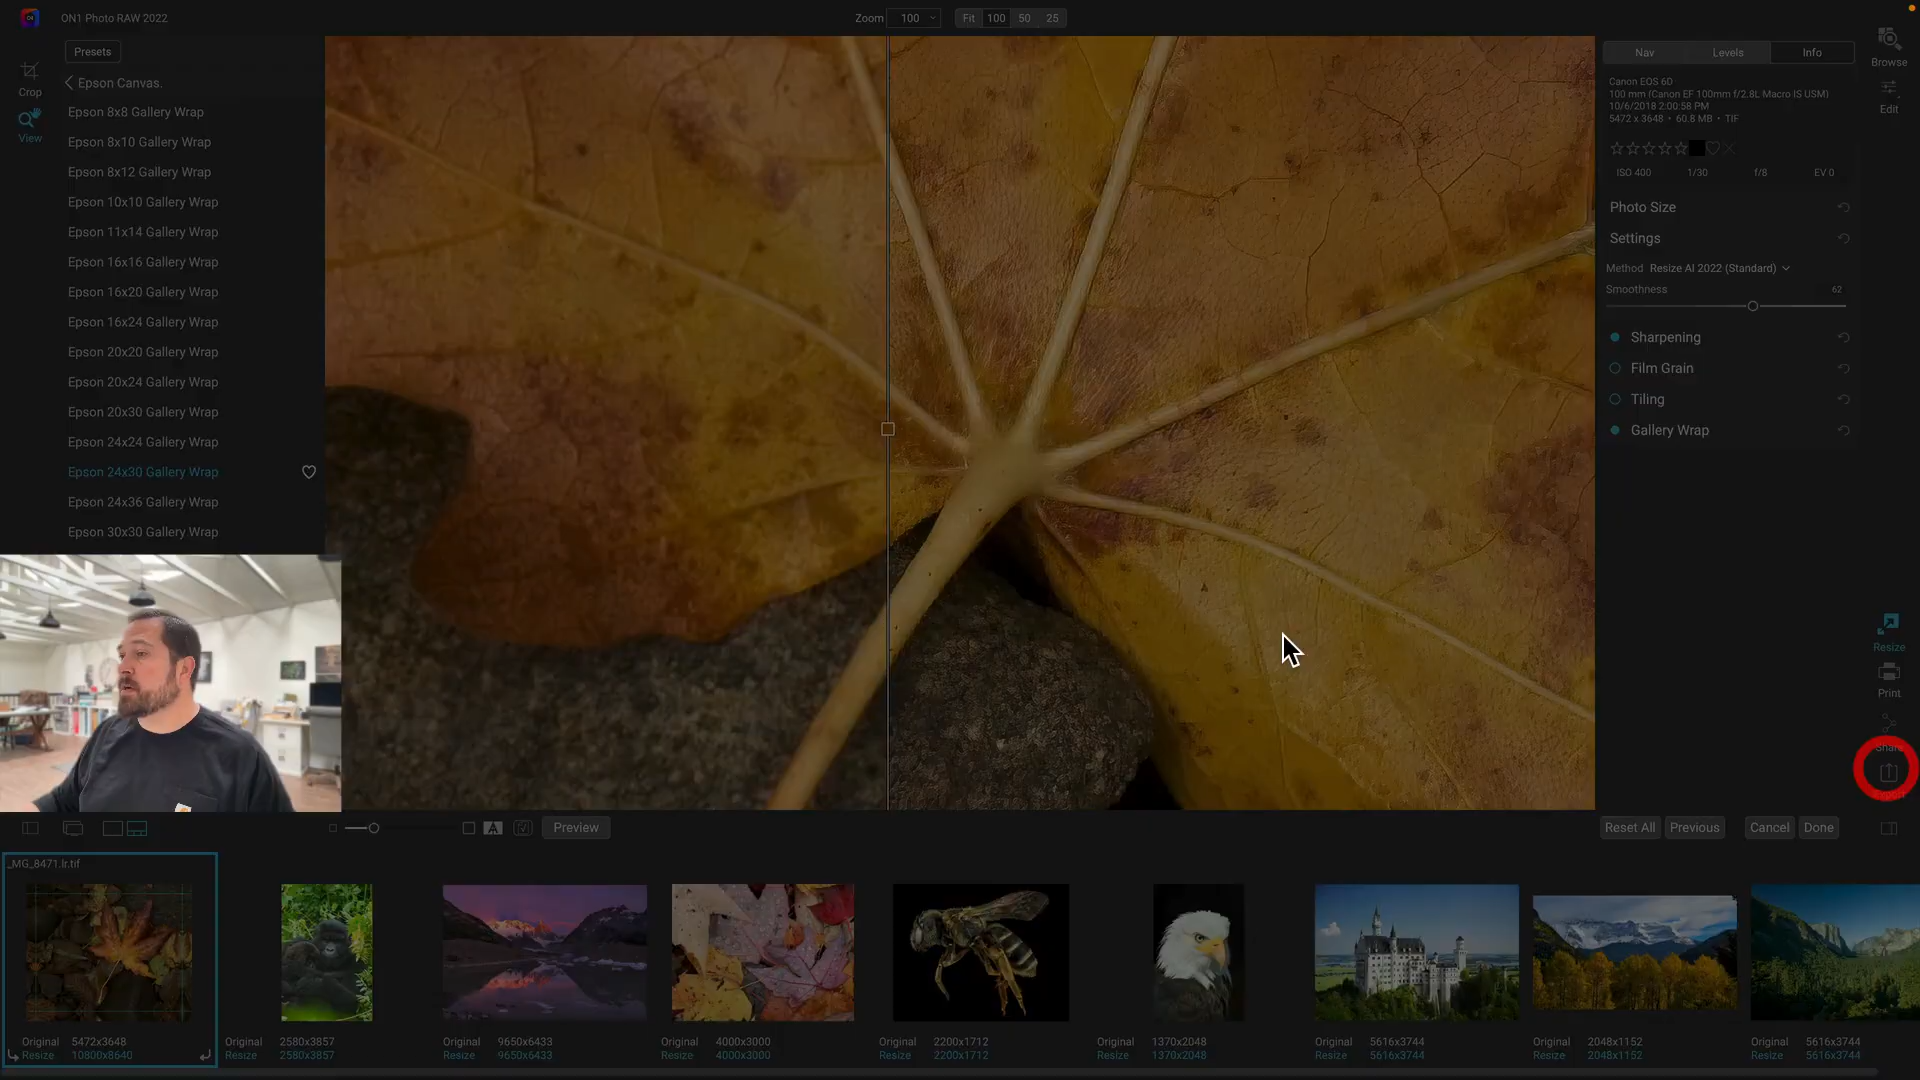 ON1 Photo RAW 2022
Zoom 100
Fit 100 50 25
Presets
Crop
View
Epson Canvas.
Epson 8x8 Gallery Wrap
Epson 8x10 Gallery Wrap
Epson 8x12 Gallery Wrap
Epson 10x10 Gallery Wrap
Epson 11x14 Gallery Wrap
Epson 16x16 Gallery Wrap
Epson 16x20 Gallery Wrap
Epson 16x24 Gallery Wrap
Epson 20x20 Gallery Wrap
Epson 20x24 Gallery Wrap
Epson 20x30 Gallery Wrap
Epson 24x24 Gallery Wrap
Epson 24x30 Gallery Wrap
Epson 24x36 Gallery Wrap
Epson 30x30 Gallery Wrap
Nav Levels Info
Canon EOS 6D
100 mm (Canon EF 100mm f/2.8L Macro IS USM)
10/6/2018 2:00:58 PM
5472 x 3648 • 60.8 MB • TIF
ISO 400 1/30 f/8 EV 0
Photo Size
Settings
Method Resize AI 2022 (Standard)
Smoothness 62
Sharpening
Film Grain
Tiling
Gallery Wrap
Browse
Edit
Resize
Print
Share
A
Preview
Reset All Previous Cancel Done
_MG_8471.lr.tif
Original 5472x3648
Resize 10800x8640
Original 2580x3857
Resize 2580x3857
Original 9650x6433
Resize 9650x6433
Original 4000x3000
Resize 4000x3000
Original 2200x1712
Resize 2200x1712
Original 1370x2048
Resize 1370x2048
Original 5616x3744
Resize 5616x3744
Original 2048x1152
Resize 2048x1152
Original 5616x3744
Resize 5616x3744